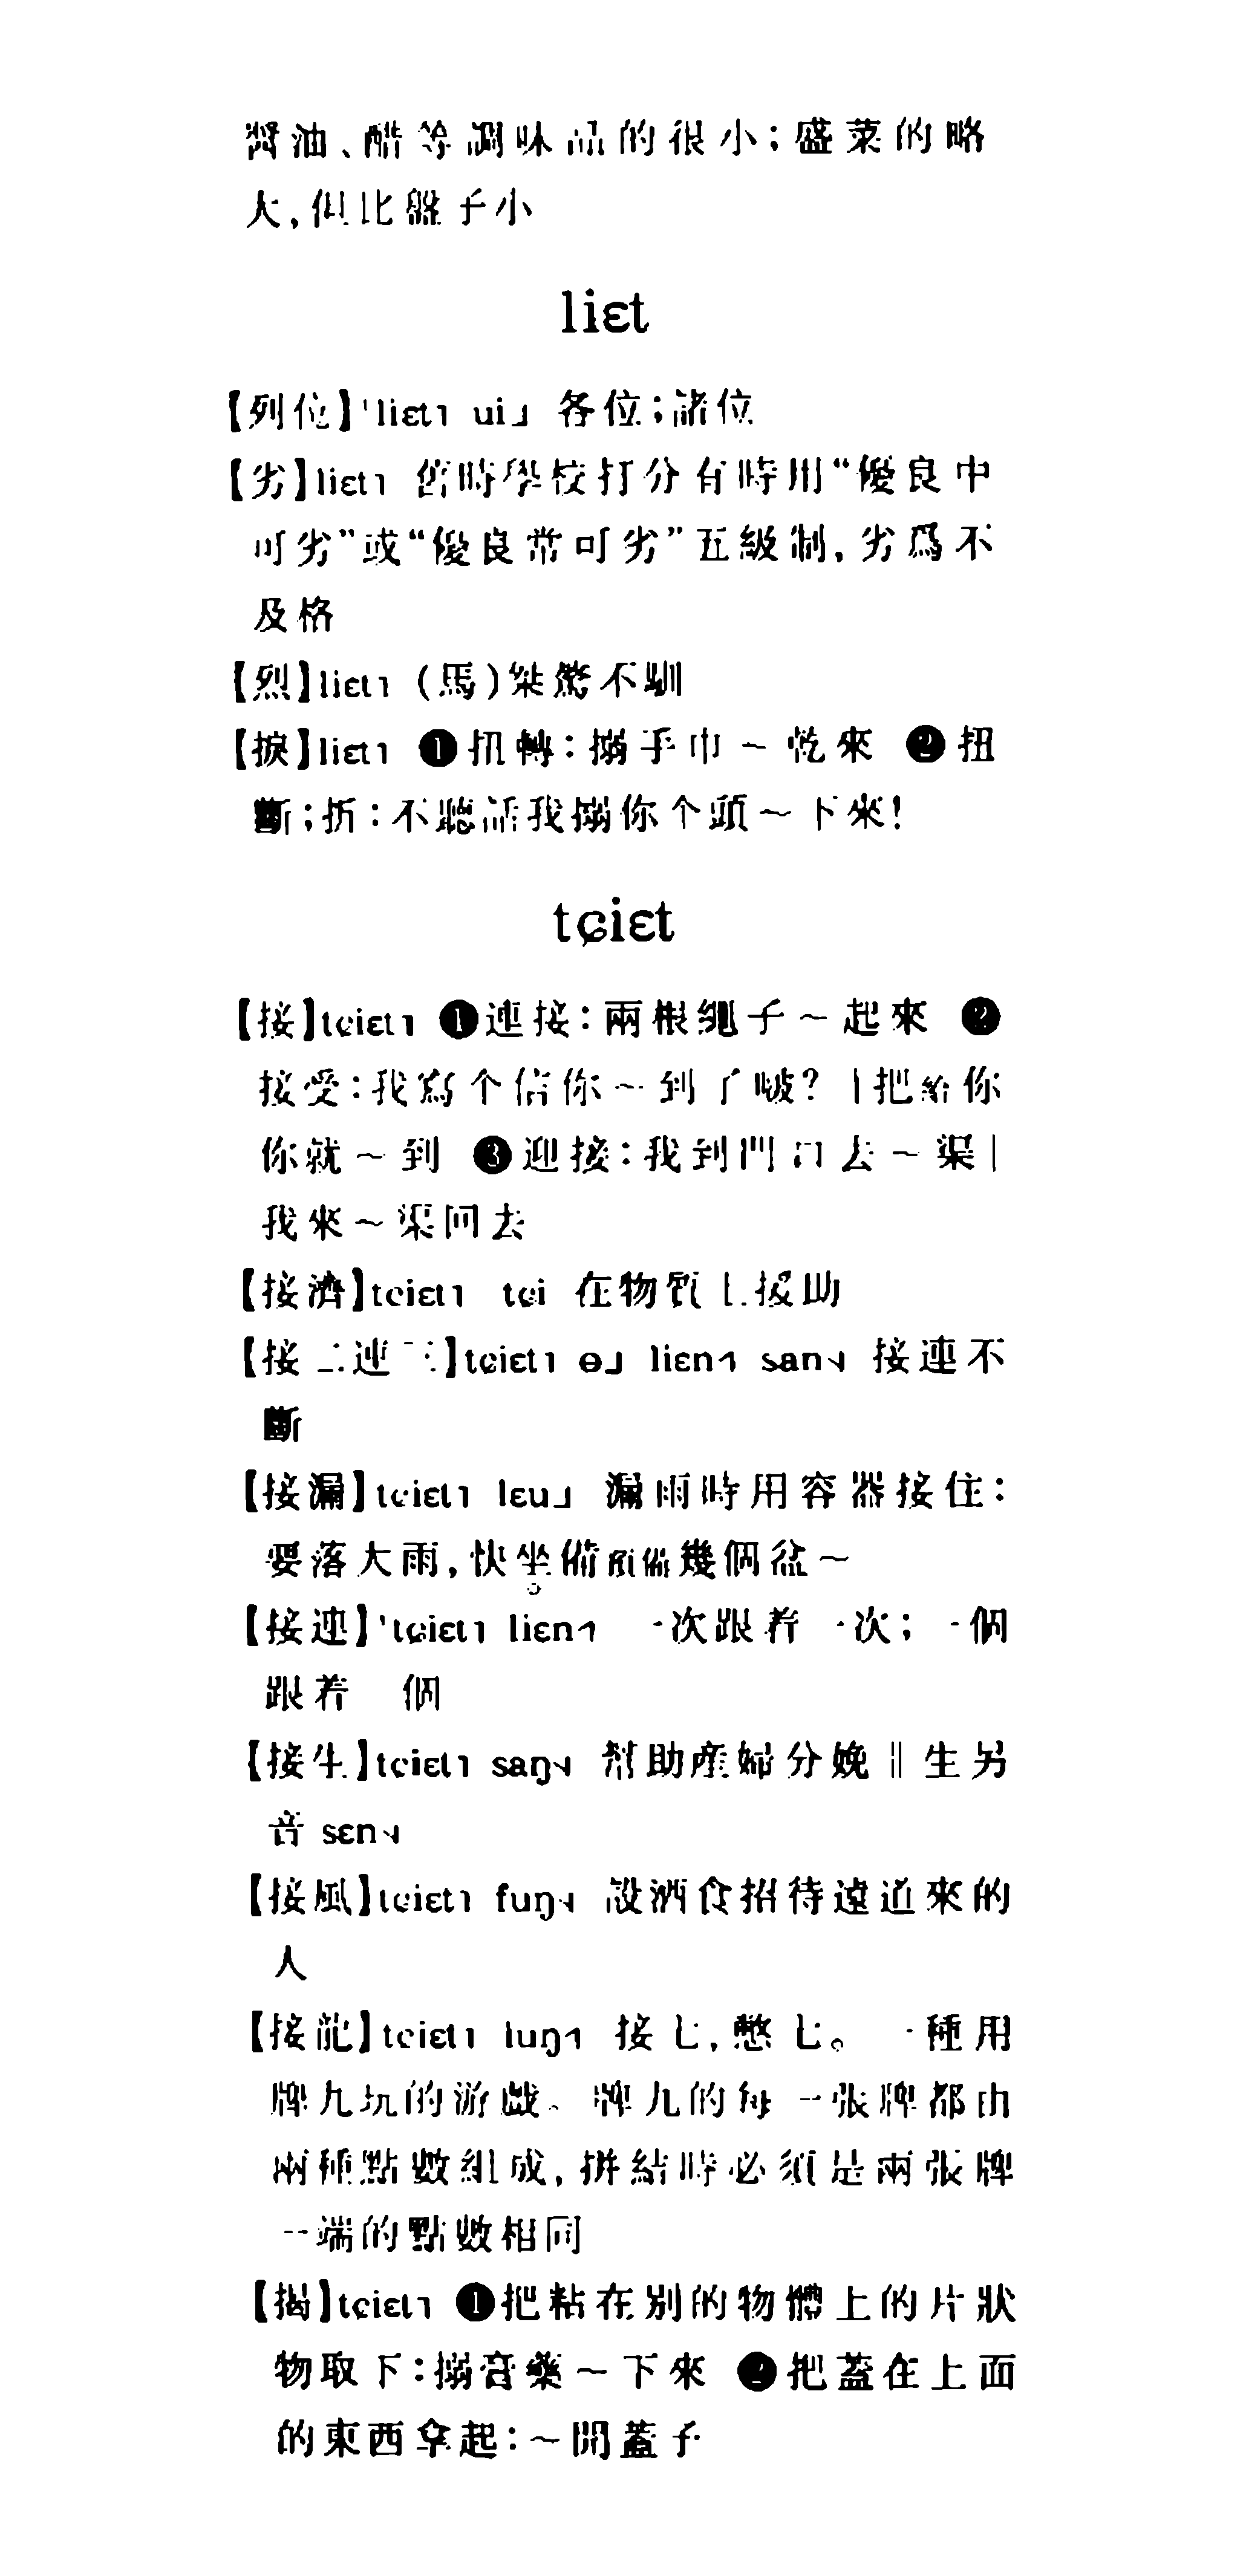 醬油、醋等調味品的很小；盛菜的略
大，但比盤子小
liɛt
【列位】ˈliɛt˥ ui˩ 各位；諸位
【劣】liɛt˥ 舊時學校打分有時用“優良中
可劣”或“優良常可劣”五級制，劣爲不
及格
【烈】liɛt˥ （馬）桀驁不馴
【捩】liɛt˥ ❶扭轉：搦手巾～乾來 ❷扭
斷；折：不聽話我搦你个頭～下來！
tɕiɛt
【接】tɕiɛt˥ ❶連接：兩根繩子～起來 ❷
接受：我寫个信你～到了啵？｜把給你
你就～到 ❸迎接：我到門口去～渠｜
我來～渠回去
【接濟】tɕiɛt˥ tɕi 在物質上援助
【接二連三】tɕiɛt˥ ɵ˩ liɛn˧˥ san˧˩ 接連不
斷
【接漏】tɕiɛt˥ lɛu˩ 漏雨時用容器接住：
要落大雨，快坐備預備幾個盆～
【接連】ˈtɕiɛt˥ liɛn˧˥ 一次跟着一次；一個
跟着一個
【接生】tɕiɛt˥ saŋ˧˩ 幫助產婦分娩‖生另
音 sɛn˧˩
【接風】tɕiɛt˥ fuŋ˧˩ 設酒食招待遠道來的
人
【接龍】tɕiɛt˥ luŋ˧˥ 接七，憋七。一種用
牌九玩的游戲。牌九的每一張牌都由
兩種點數組成，拼結時必須是兩張牌
一端的點數相同
【揭】tɕiɛt˥ ❶把粘在別的物體上的片狀
物取下：搦膏藥～下來 ❷把蓋在上面
的東西拿起：～開蓋子